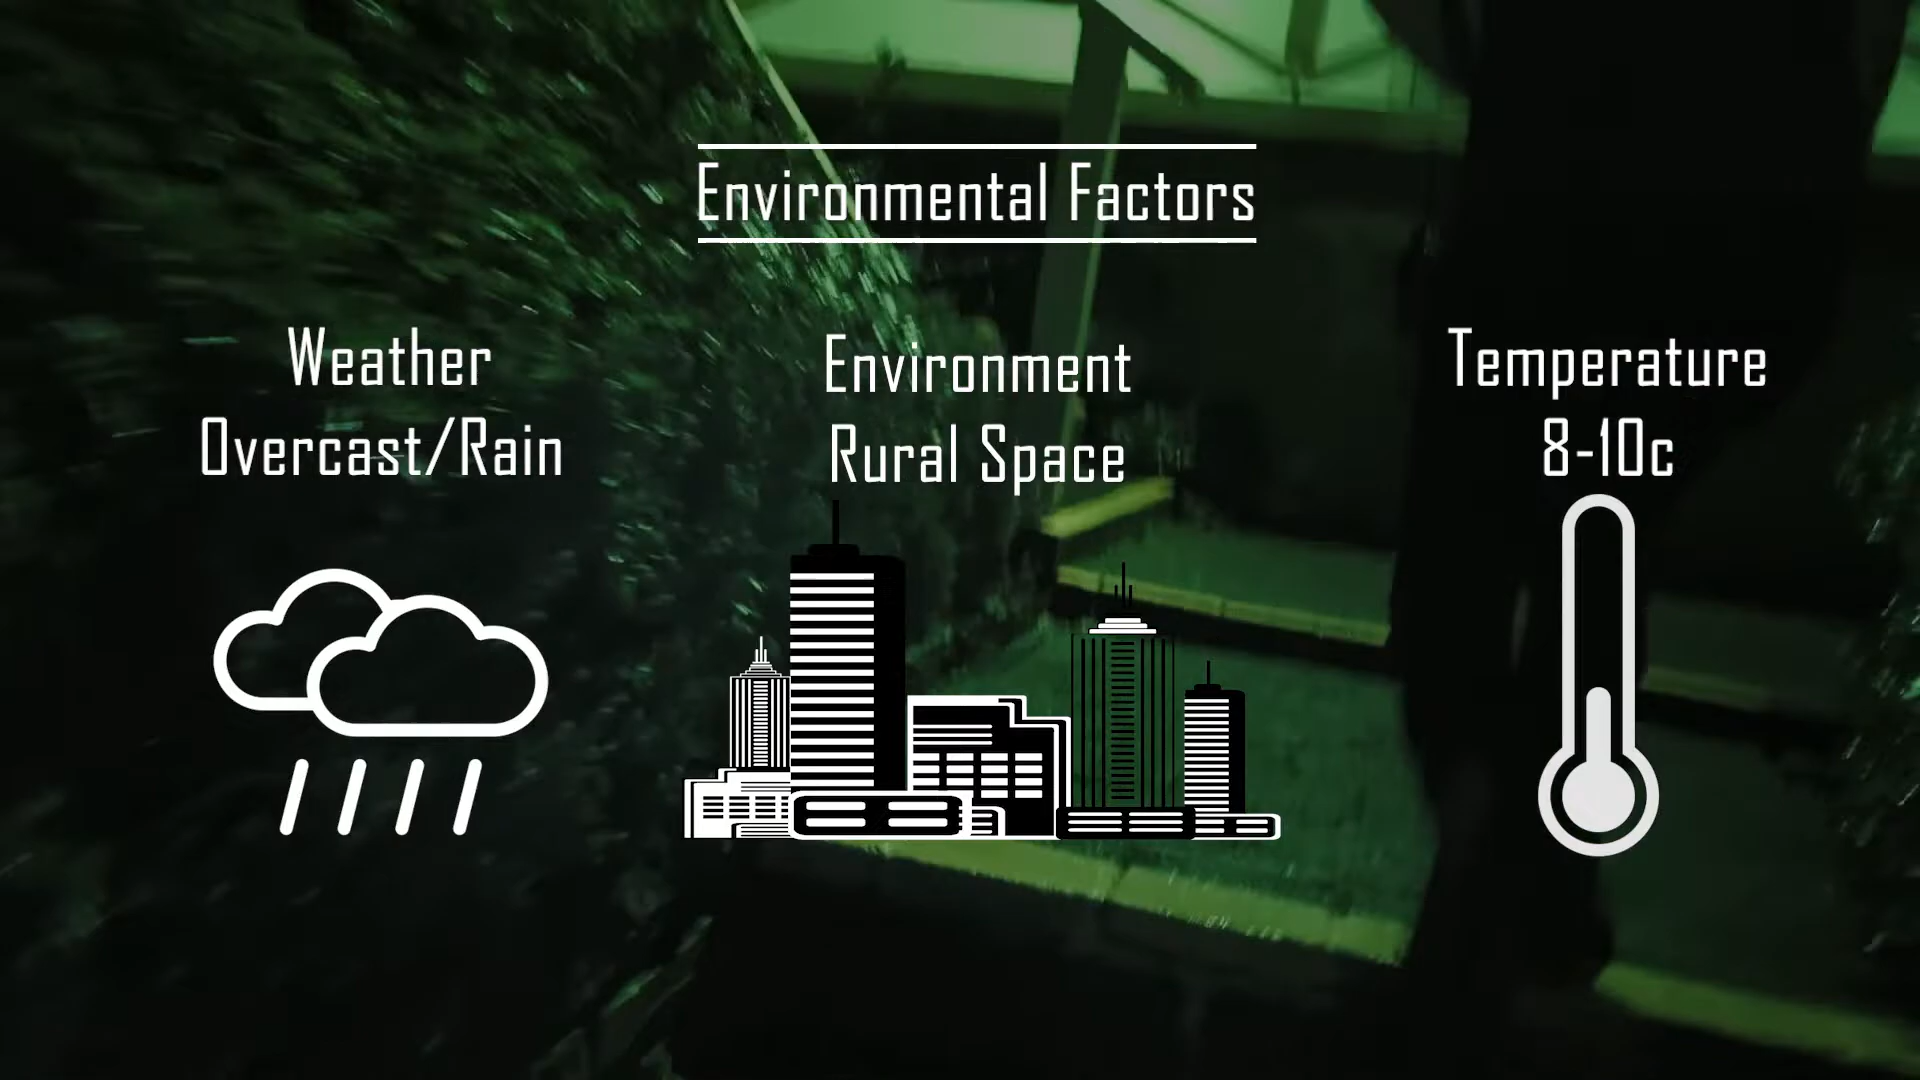 Environmental Factors
Weather
Overcast/Rain
Environment
Rural Space
Temperature
8-10c